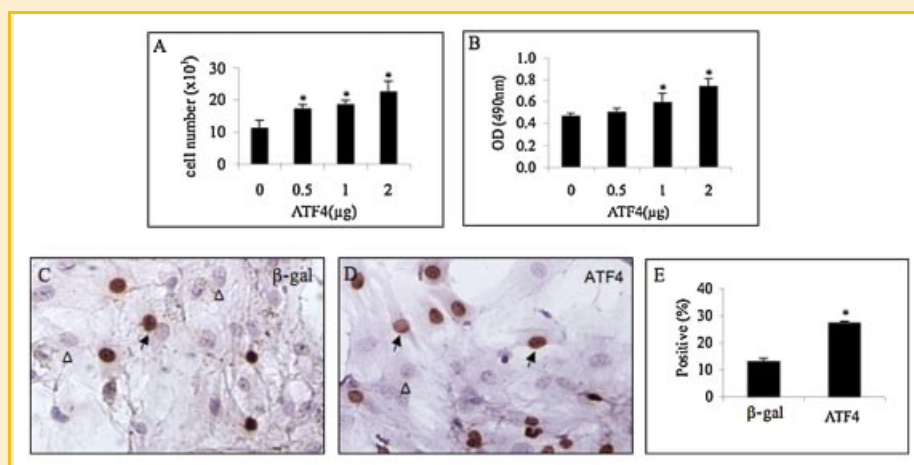 A
cell number (x10³)
30
20
10
0
* * *
0 0.5 1 2
ATF4(µg)
B
OD (490nm)
1.0
0.8
0.6
0.4
0.2
0.0
* *
0 0.5 1 2
ATF4(µg)
C β-gal
Δ
Δ
D ATF4
Δ
E
Positive (%)
40
30
20
10
0
*
β-gal ATF4